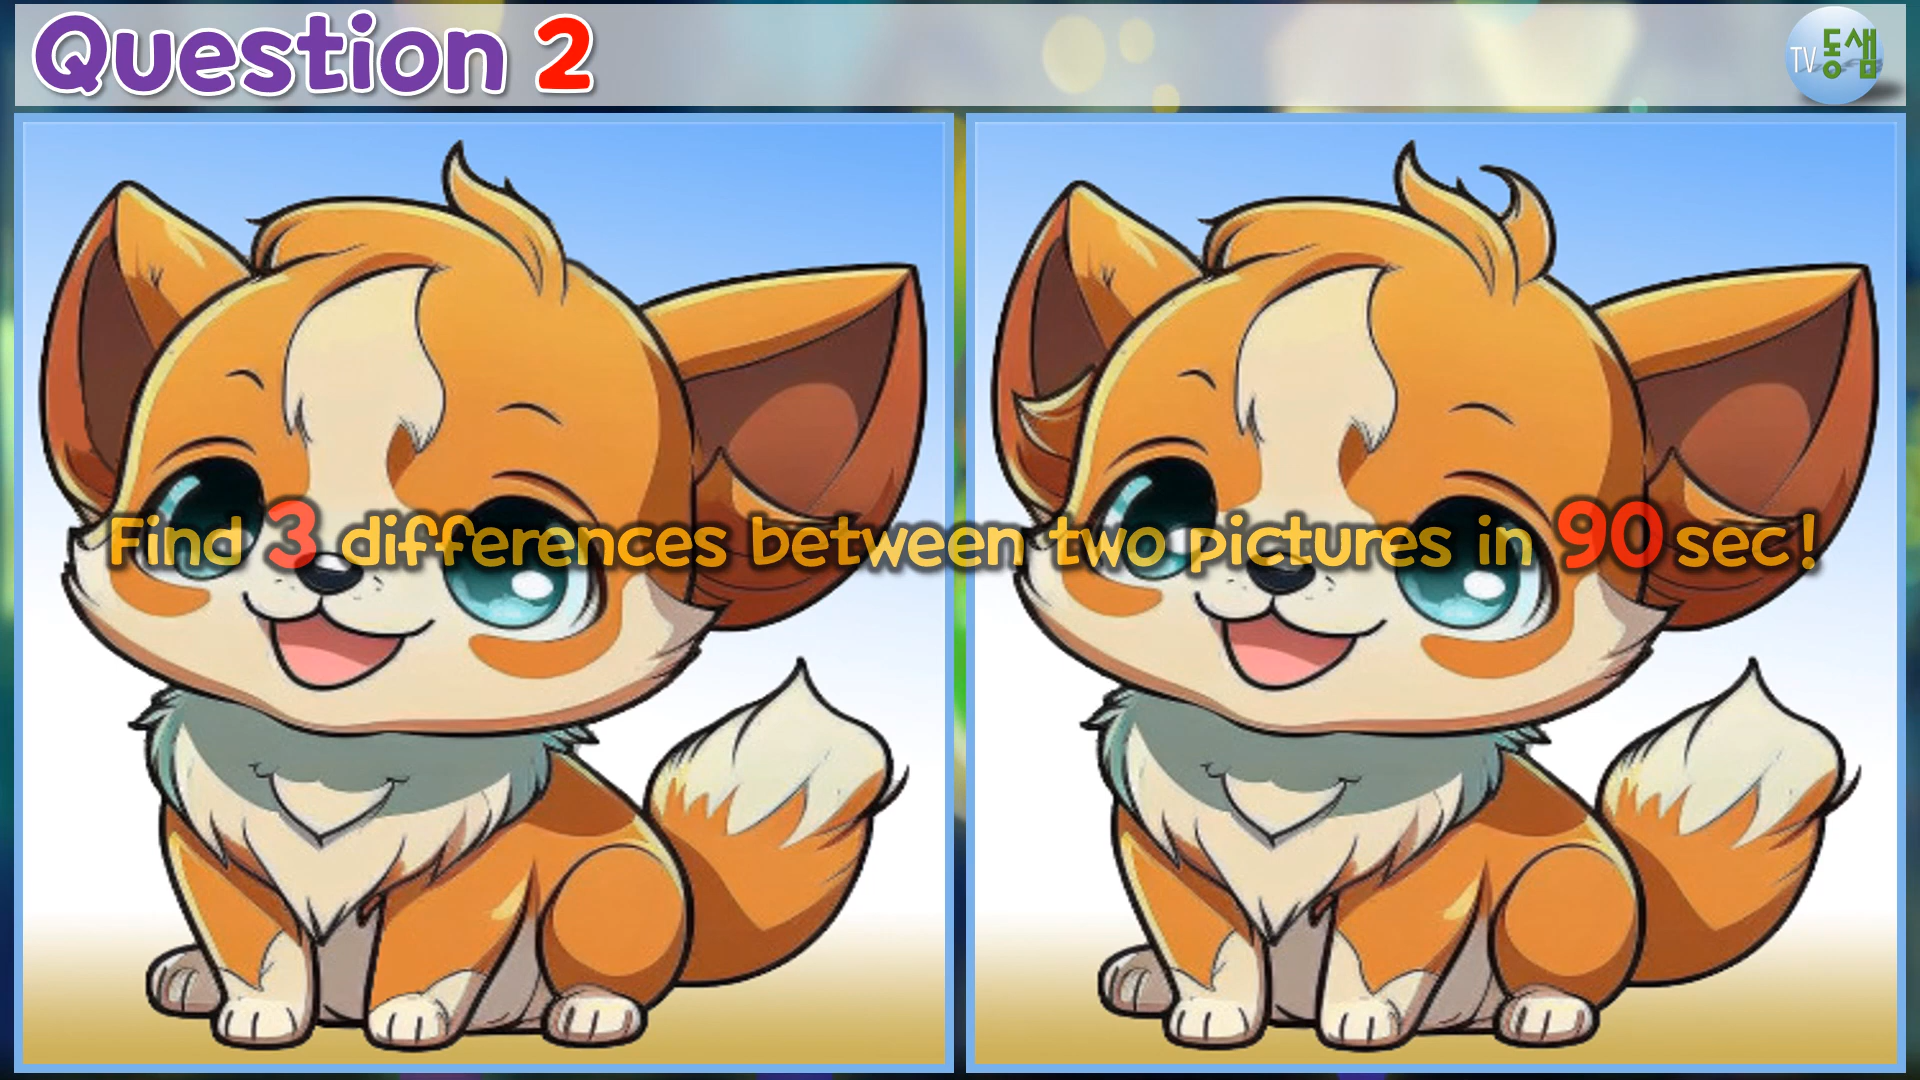 Question 2
TV동샘
Find 3 differences between two pictures in 90 sec!